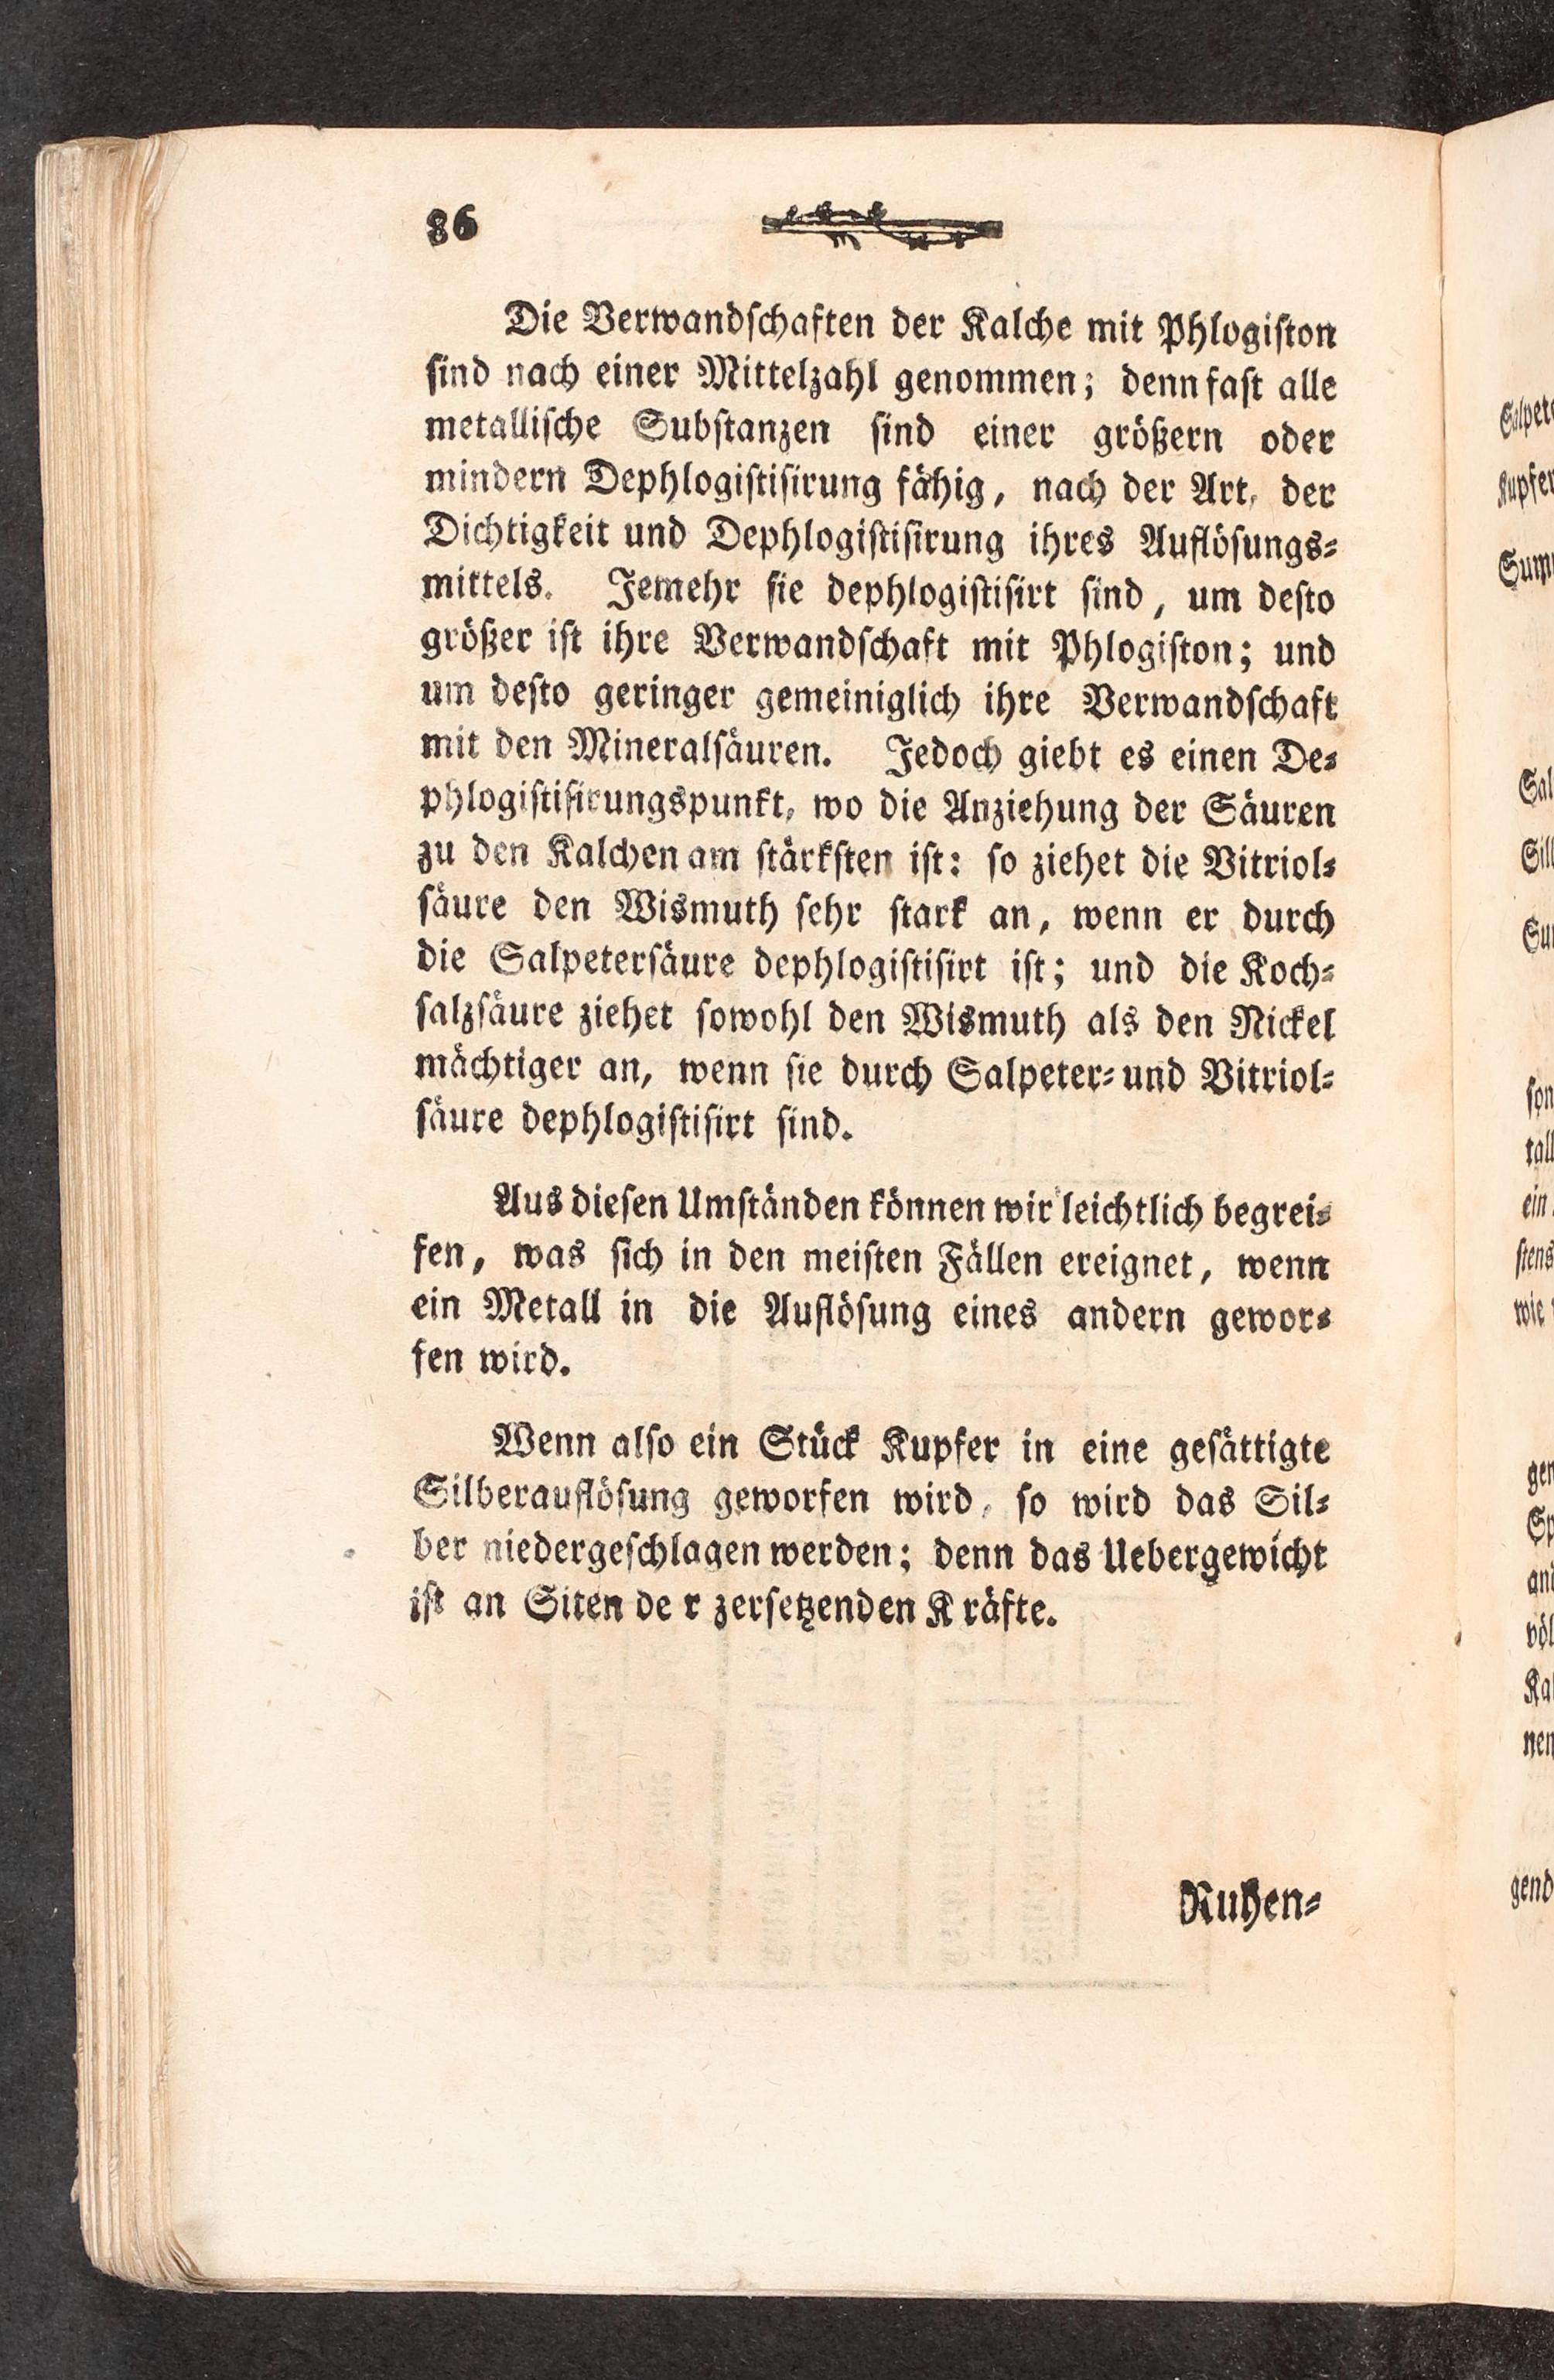 86
Die Verwandſchaften der Kalche mit Phlogiſton
ſind nach einer Mittelzahl genommen; denn faſt alle
metalliſche Subſtanzen ſind einer größern oder
mindern Dephlogiſtiſirung fähig, nach der Art, der
Dichtigkeit und Dephlogiſtiſirung ihres Auflöſungs⸗
mittels. Jemehr ſie dephlogiſtiſirt ſind, um deſto
größer iſt ihre Verwandſchaft mit Phlogiſton; und
um deſto geringer gemeiniglich ihre Verwandſchaft
mit den Mineralſäuren. Jedoch giebt es einen De⸗
phlogiſtiſirungspunkt, wo die Anziehung der Säuren
zu den Kalchen am ſtärkſten iſt: ſo ziehet die Vitriol⸗
ſäure den Wismuth ſehr ſtark an, wenn er durch
die Salpeterſäure dephlogiſtiſirt iſt; und die Koch⸗
ſalzſäure ziehet ſowohl den Wismuth als den Nickel
mächtiger an, wenn ſie durch Salpeter⸗ und Vitriol⸗
ſäure dephlogiſtiſirt ſind.
Aus dieſen Umſtänden können wir leichtlich begrei⸗
fen, was ſich in den meiſten Fällen ereignet, wenn
ein Metall in die Auflöſung eines andern gewor⸗
fen wird.
Wenn alſo ein Stück Kupfer in eine geſättigte
Silberauflöſung geworfen wird, ſo wird das Sil⸗
ber niedergeſchlagen werden; denn das Uebergewicht
iſt an Siten de r zerſetzenden K räfte.
Ruhen⸗